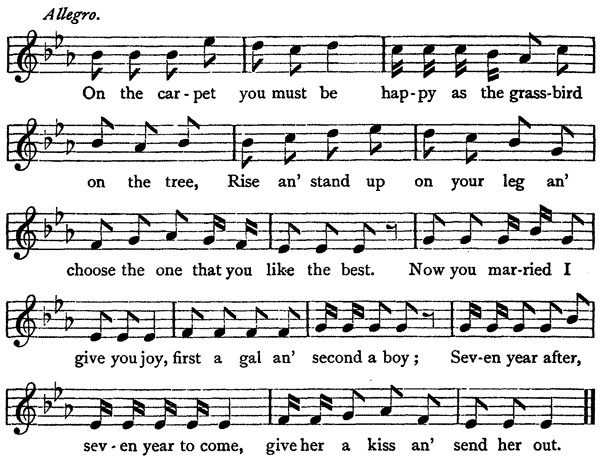 Allegro.
On the car-pet you must be hap-py as the grass-bird
on the tree, Rise an' stand up on your leg an'
choose the one that you like the best. Now you mar-ried I
give you joy, first a gal an' second a boy; Sev-en year after,
sev-en year to come, give her a kiss an' send her out.